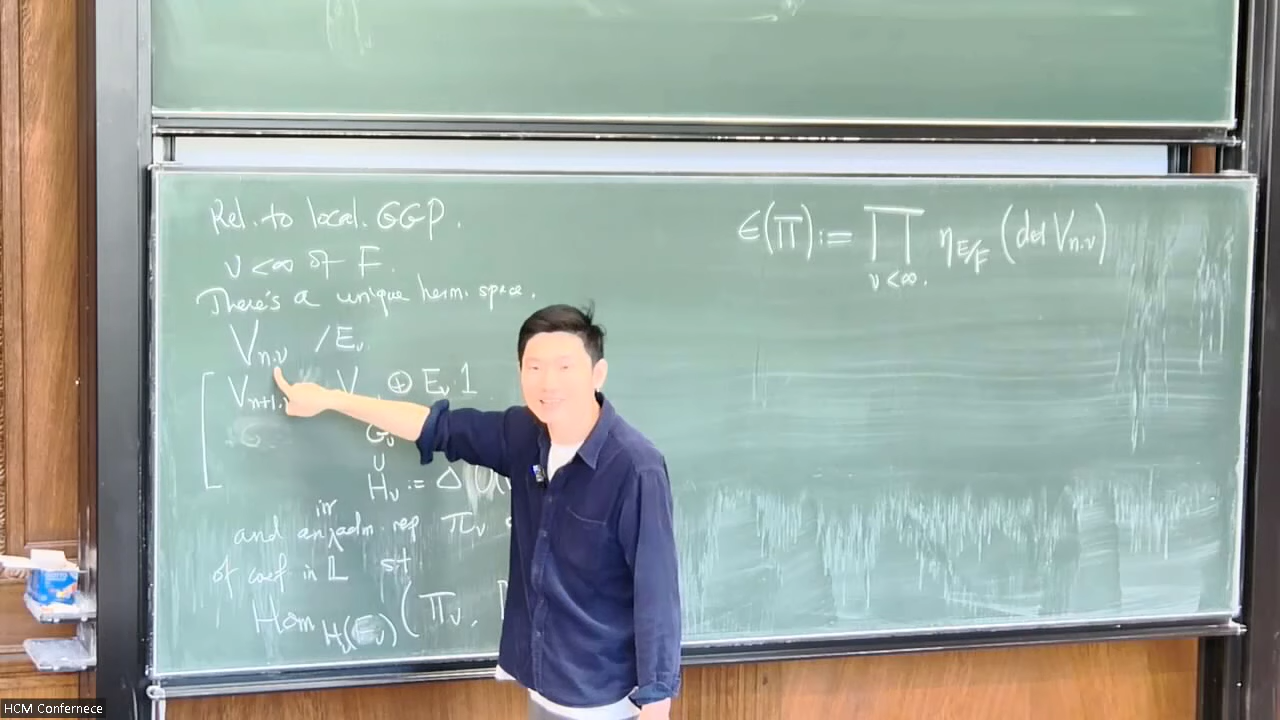 Rel. to local. GGP.
v < ∞ of F.
There's a unique herm. space.
V_{n,v} / E_v.
V_{n+1,v} V ⊕ E_v.1
G_v
∪
H_v := Δ U(
and an irr adm. rep π_v
of coef in 𝕃 st
Hom_{H_v(F_v)} ( π_v,
ε(Π) := ∏_{v<∞.} η_{E/F} (det V_{n,v})
HCM Confernece